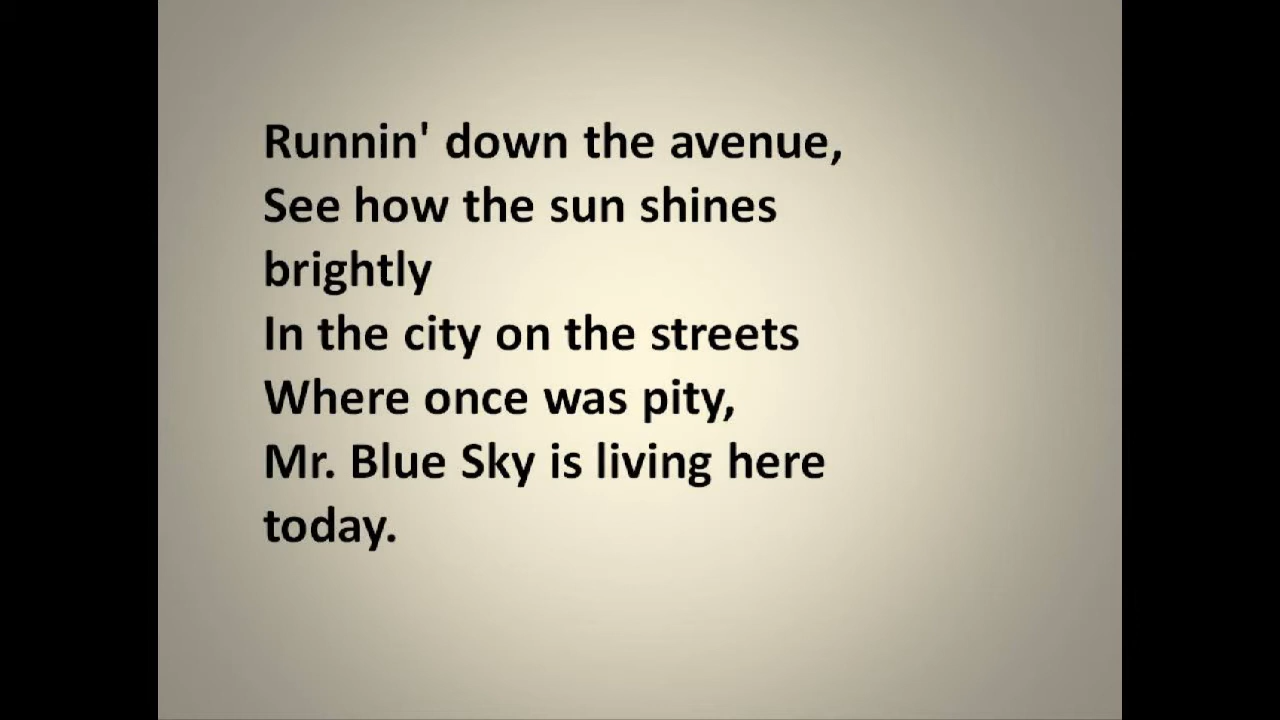 Runnin' down the avenue,
See how the sun shines
brightly
In the city on the streets
Where once was pity,
Mr. Blue Sky is living here
today.